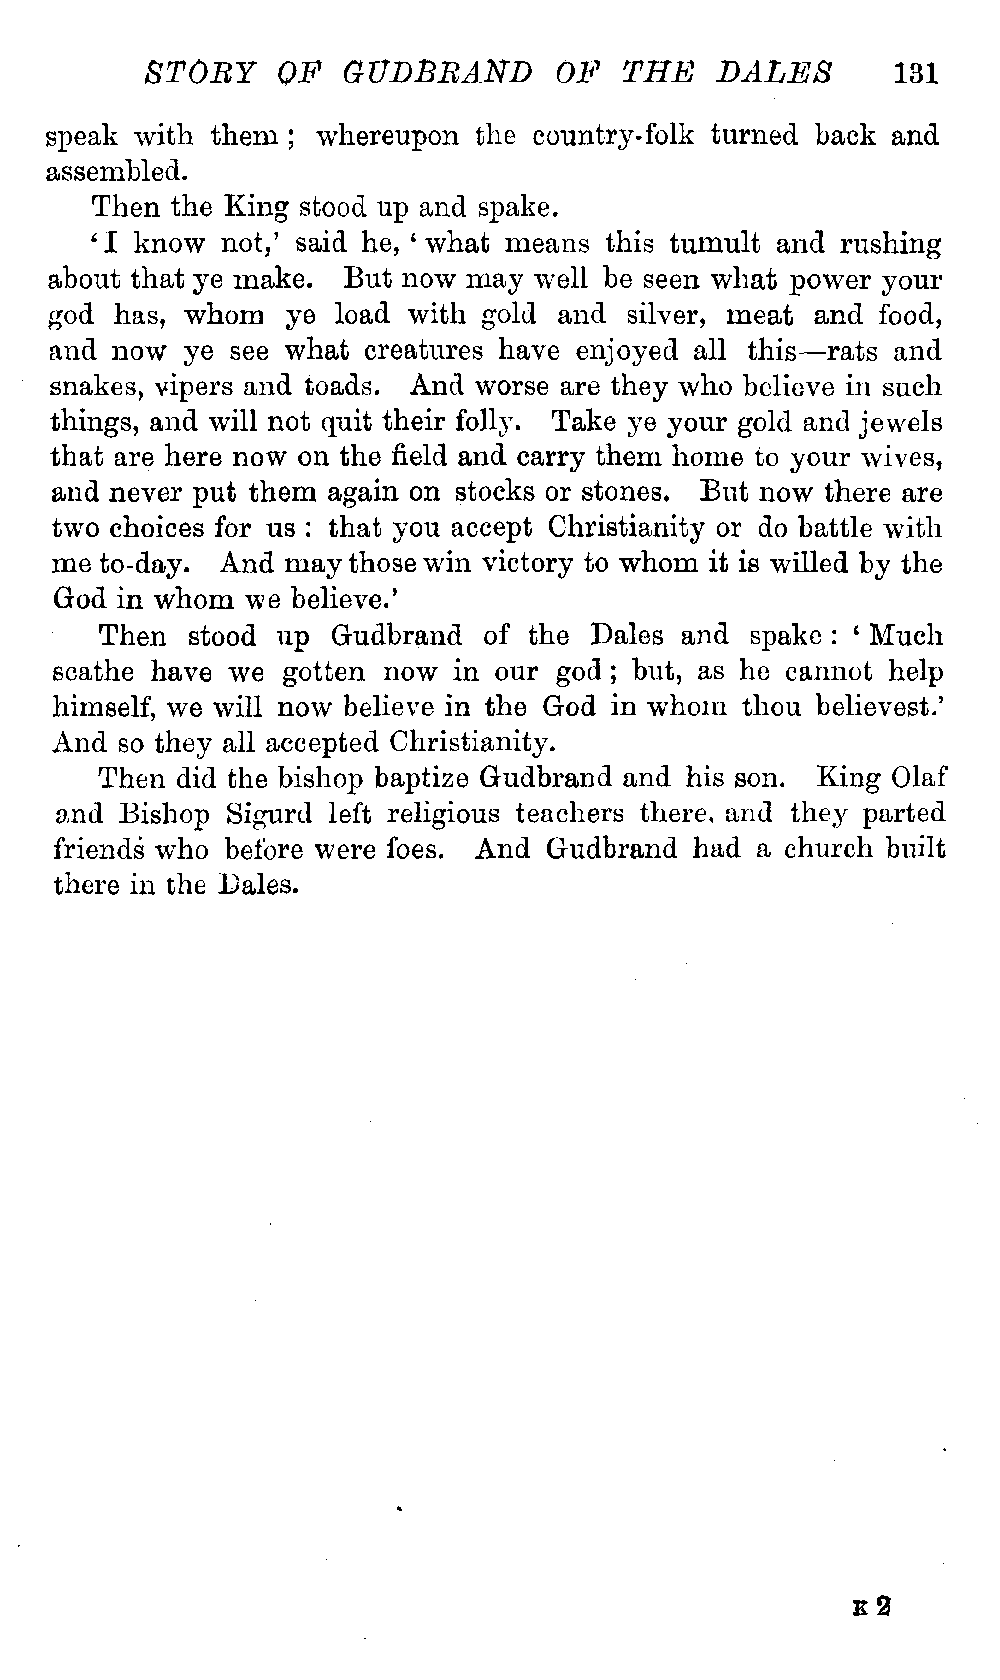 STORY OF GUDBRAND OF THE DALES 131
speak with them ; whereupon the country-folk turned back and
assembled.
Then the King stood up and spake.
‘I know not,’ said he, ‘ what means this tumult and rushing
about that ye make. But now may well be seen what power your
god has, whom ye load with gold and silver, meat and food,
and now ye see what creatures have enjoyed all this—rats and
snakes, vipers and toads. And worse are they who believe in such
things, and will not quit their folly. Take ye your gold and jewels
that are here now on the field and carry them home to your wives,
and never put them again on stocks or stones. But now there are
two choices for us : that you accept Christianity or do battle with
me to-day. And may those win victory to whom it is willed by the
God in whom we believe.’
Then stood up Gudbrand of the Dales and spake : ‘ Much
scathe have we gotten now in our god ; but, as he cannot help
himself, we will now believe in the God in whom thou believest.’
And so they all accepted Christianity.
Then did the bishop baptize Gudbrand and his son. King Olaf
and Bishop Sigurd left religious teachers there, and they parted
friends who before were foes. And Gudbrand had a church built
there in the Dales.
K 2